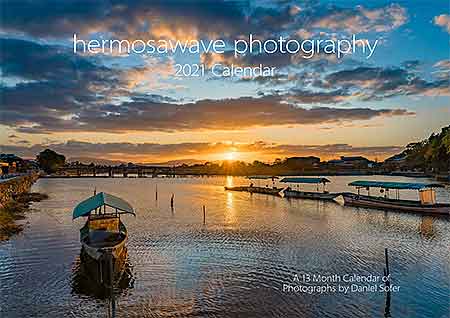 hermosawave photography
2021 Calendar
A 13 Month Calendar of
Photographs by Daniel Sofer